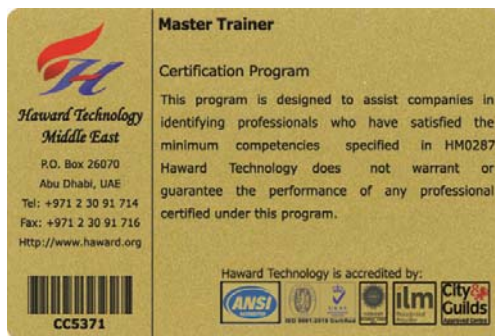 Haward Technology
Middle East
P.O. Box 26070
Abu Dhabi, UAE
Tel: +971 2 30 91 714
Fax: +971 2 30 91 716
Http://www.haward.org
CC5371
Master Trainer
Certification Program
This program is designed to assist companies in
identifying professionals who have satisfied the
minimum competencies specified in HM0287
Haward Technology does not warrant or
guarantee the performance of any professional
certified under this program.
Haward Technology is accredited by:
ANSI
ilm
City &
Guilds
Approved Centre